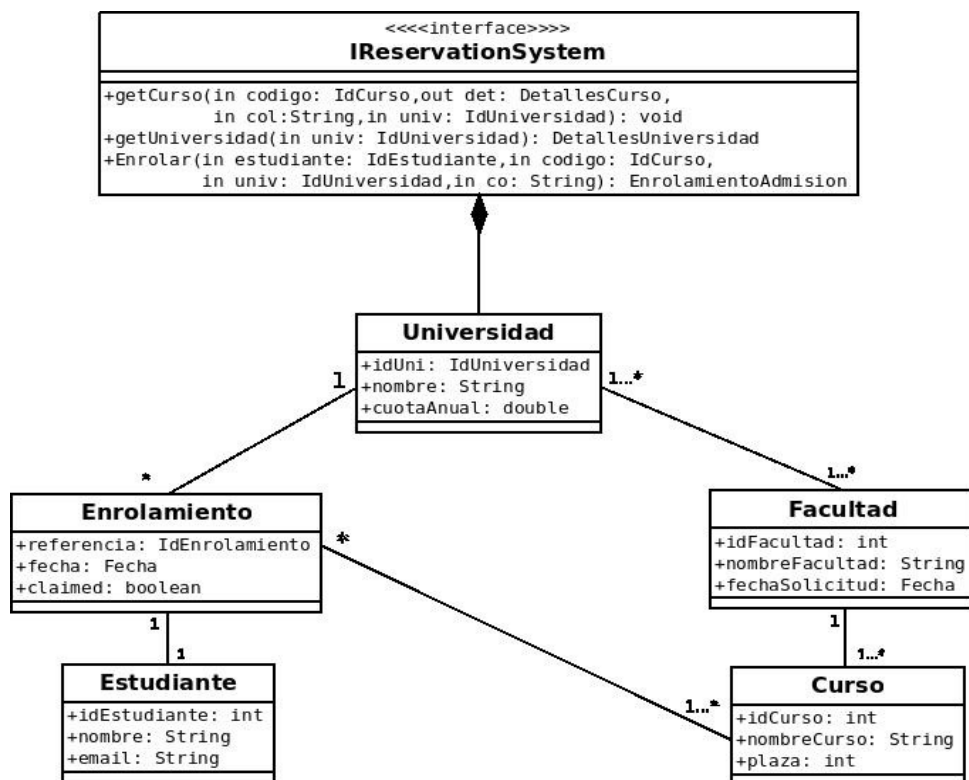 <<<<interface>>>>
IReservationSystem
+getCurso(in codigo: IdCurso,out det: DetallesCurso,
in col:String,in univ: IdUniversidad): void
+getUniversidad(in univ: IdUniversidad): DetallesUniversidad
+Enrolar(in estudiante: IdEstudiante,in codigo: IdCurso,
in univ: IdUniversidad,in co: String): EnrolamientoAdmision
Universidad
+idUni: IdUniversidad
+nombre: String
+cuotaAnual: double
1
1...*
*
1...*
Enrolamiento
+referencia: IdEnrolamiento
+fecha: Fecha
+claimed: boolean
*
Facultad
+idFacultad: int
+nombreFacultad: String
+fechaSolicitud: Fecha
1
1
1
1...*
Estudiante
+idEstudiante: int
+nombre: String
+email: String
1...*
Curso
+idCurso: int
+nombreCurso: String
+plaza: int